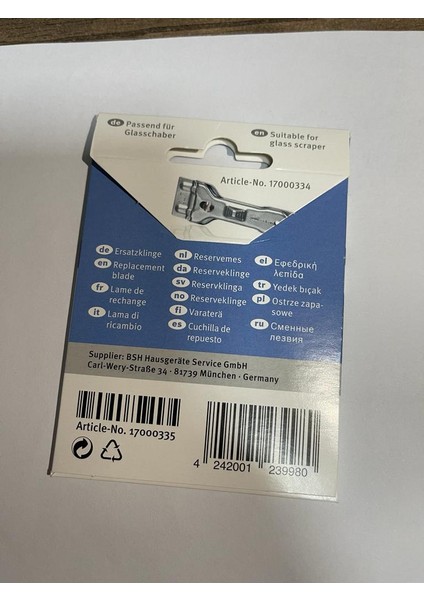 de Passend für
Glasschaber
en Suitable for
glass scraper
Article-No. 17000334
de Ersatzklinge
en Replacement
blade
fr Lame de
rechange
it Lama di
ricambio
nl Reservemes
da Reserveklinge
sv Reservklinga
no Reserveklinge
fi Varaterä
es Cuchilla de
repuesto
el Εφεδρική
λεπίδα
tr Yedek bıçak
pl Ostrze zapa-
sowe
ru Сменные
лезвия
Supplier: BSH Hausgeräte Service GmbH
Carl-Wery-Straße 34 · 81739 München · Germany
Article-No. 17000335
4 242001 239980